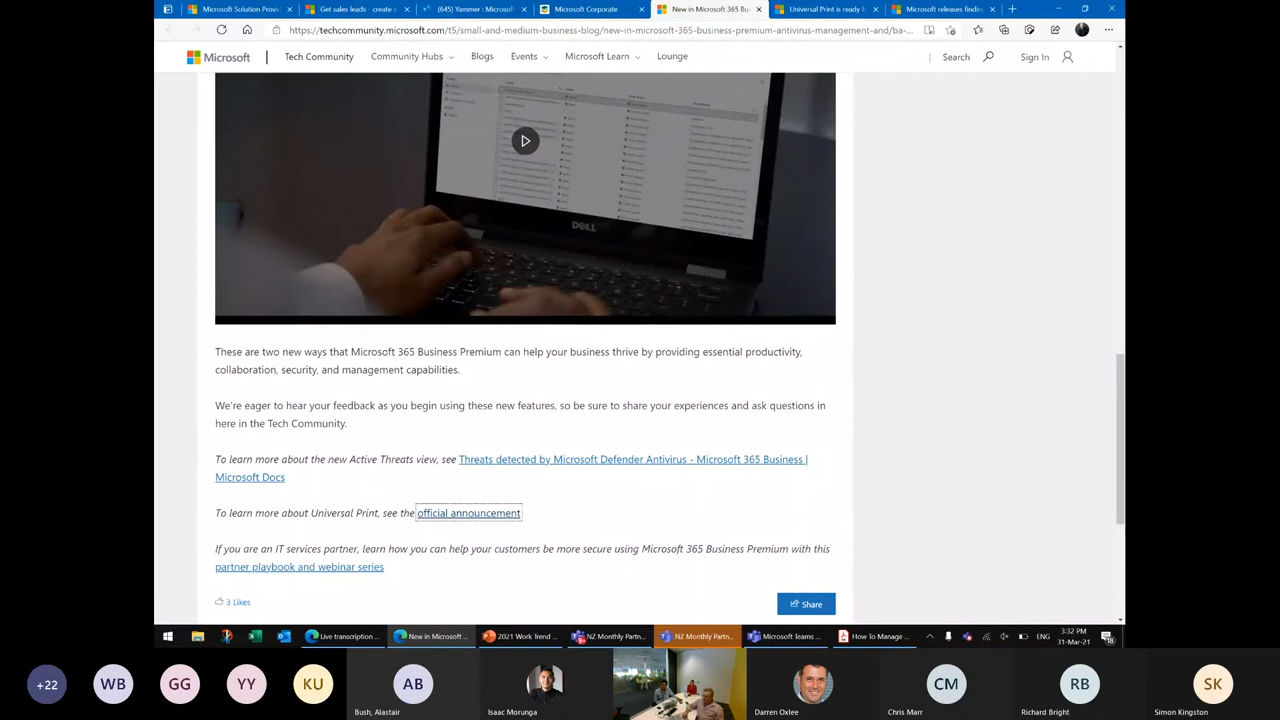 Microsoft Solution Provid
Get sales leads - create a
(645) Yammer : Microsof
Microsoft Corporate
New in Microsoft 365 Bu
Universal Print is ready f
Microsoft releases findin
https://techcommunity.microsoft.com/t5/small-and-medium-business-blog/new-in-microsoft-365-business-premium-antivirus-management-and/ba-...
Microsoft
Tech Community
Community Hubs
Blogs
Events
Microsoft Learn
Lounge
Search
Sign In
DELL
These are two new ways that Microsoft 365 Business Premium can help your business thrive by providing essential productivity,
collaboration, security, and management capabilities.
We're eager to hear your feedback as you begin using these new features, so be sure to share your experiences and ask questions in
here in the Tech Community.
To learn more about the new Active Threats view, see Threats detected by Microsoft Defender Antivirus - Microsoft 365 Business |
Microsoft Docs
To learn more about Universal Print, see the official announcement
If you are an IT services partner, learn how you can help your customers be more secure using Microsoft 365 Business Premium with this
partner playbook and webinar series
3 Likes
Share
Live transcription ...
New in Microsoft ...
2021 Work Trend ...
NZ Monthly Partn...
NZ Monthly Partn...
Microsoft Teams ...
How To Manage ...
ENG
3:32 PM
31-Mar-21
18
+22
WB
GG
YY
KU
AB
Bush, Alastair
Isaac Morunga
Darren Oxlee
CM
Chris Marr
RB
Richard Bright
SK
Simon Kingston